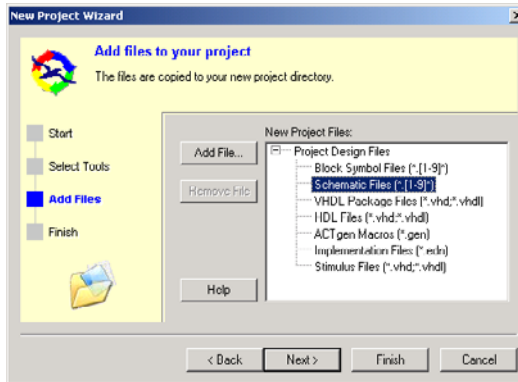 New Project Wizard
Add files to your project
The files are copied to your new project directory.
Start
Select Tools
Add Files
Finish
Add File...
Remove File
Help
New Project Files:
Project Design Files
Block Symbol Files (*.[1-9]*)
Schematic Files (*.[1-9]*)
VHDL Package Files (*.vhd;*.vhdl)
HDL Files (*.vhd;*.vhdl)
ACTgen Macros (*.gen)
Implementation Files (*.edn)
Stimulus Files (*.vhd;*.vhdl)
< Back
Next >
Finish
Cancel